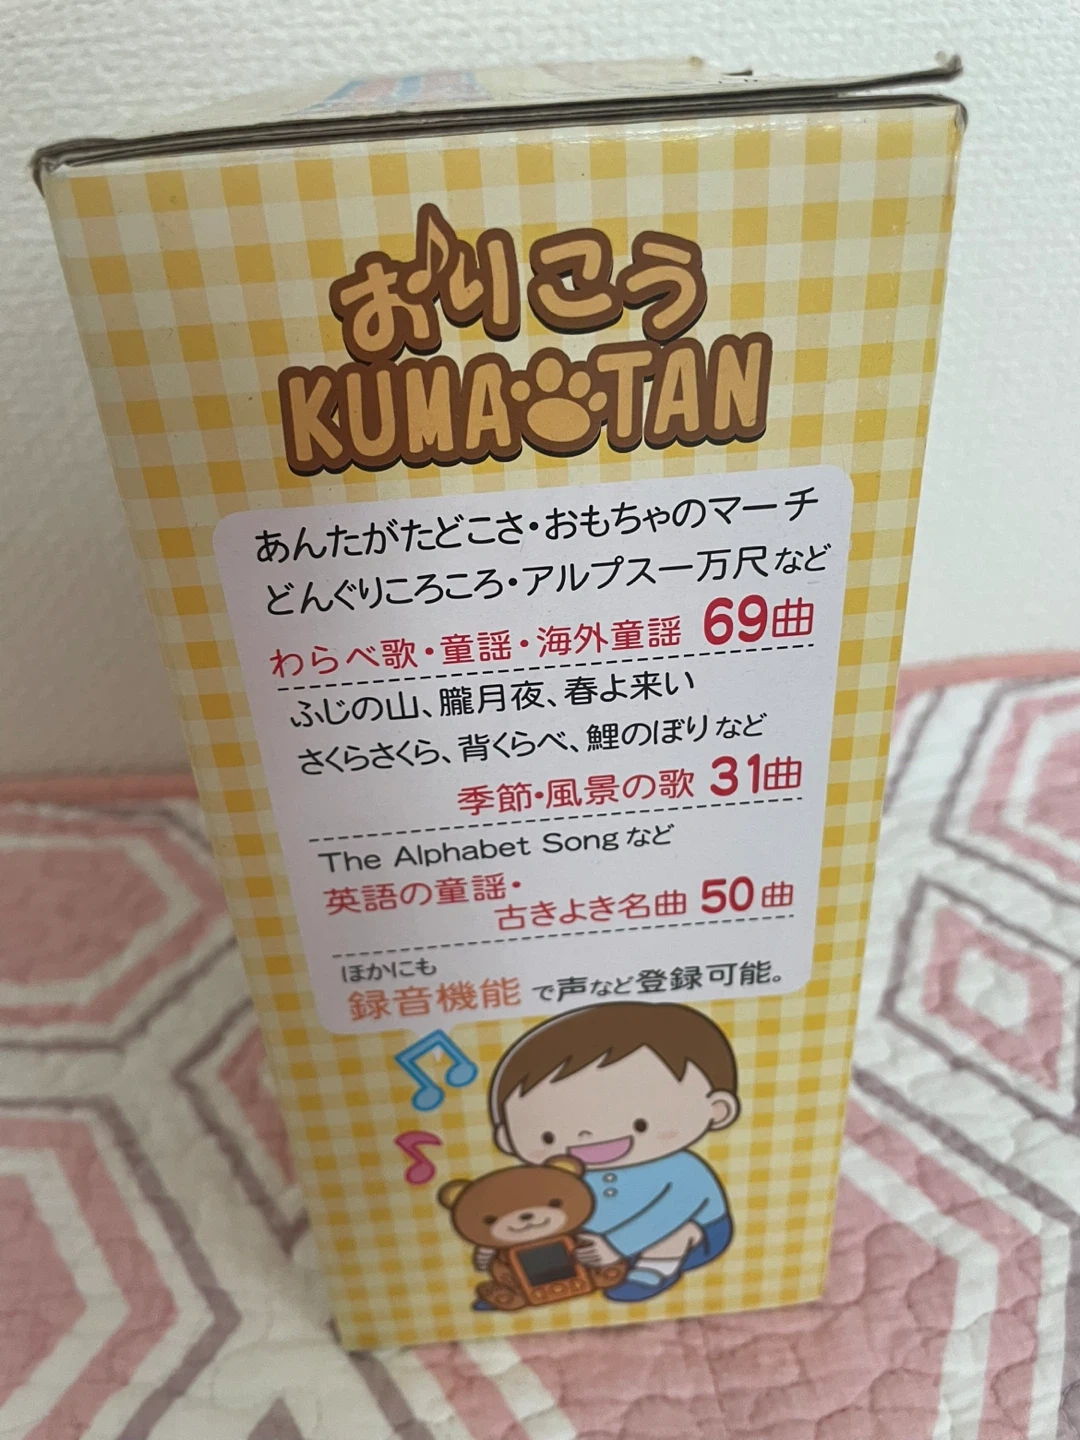 おりこう
KUMA TAN
あんたがたどこさ・おもちゃのマーチ
どんぐりころころ・アルプス一万尺など
わらべ歌・童謡・海外童謡 69曲
ふじの山、朧月夜、春よ来い
さくらさくら、背くらべ、鯉のぼりなど
季節・風景の歌 31曲
The Alphabet Songなど
英語の童謡・
古きよき名曲 50曲
ほかにも
録音機能で声など登録可能。